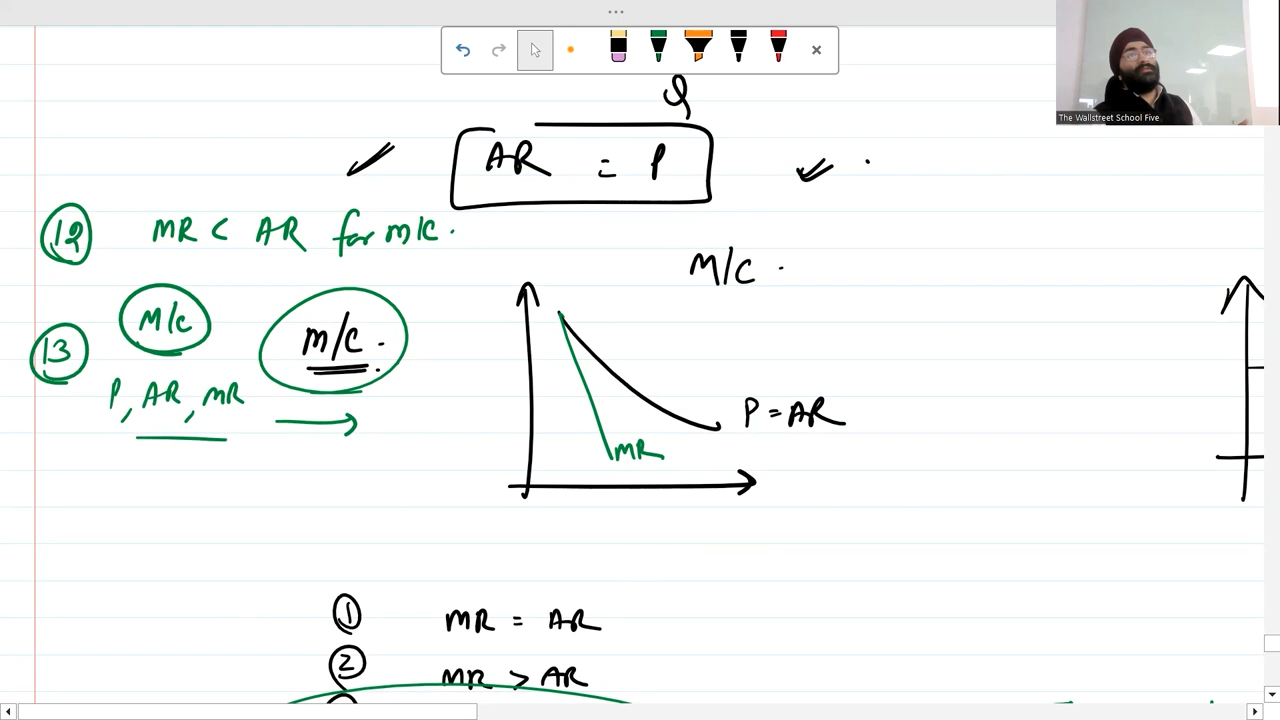 Q
AR = P
The Wallstreet School Five
12 MR < AR for M/C.
M/C .
13 M/C M/C.
P, AR, MR
P = AR
MR
1 MR = AR
2 MR > AR